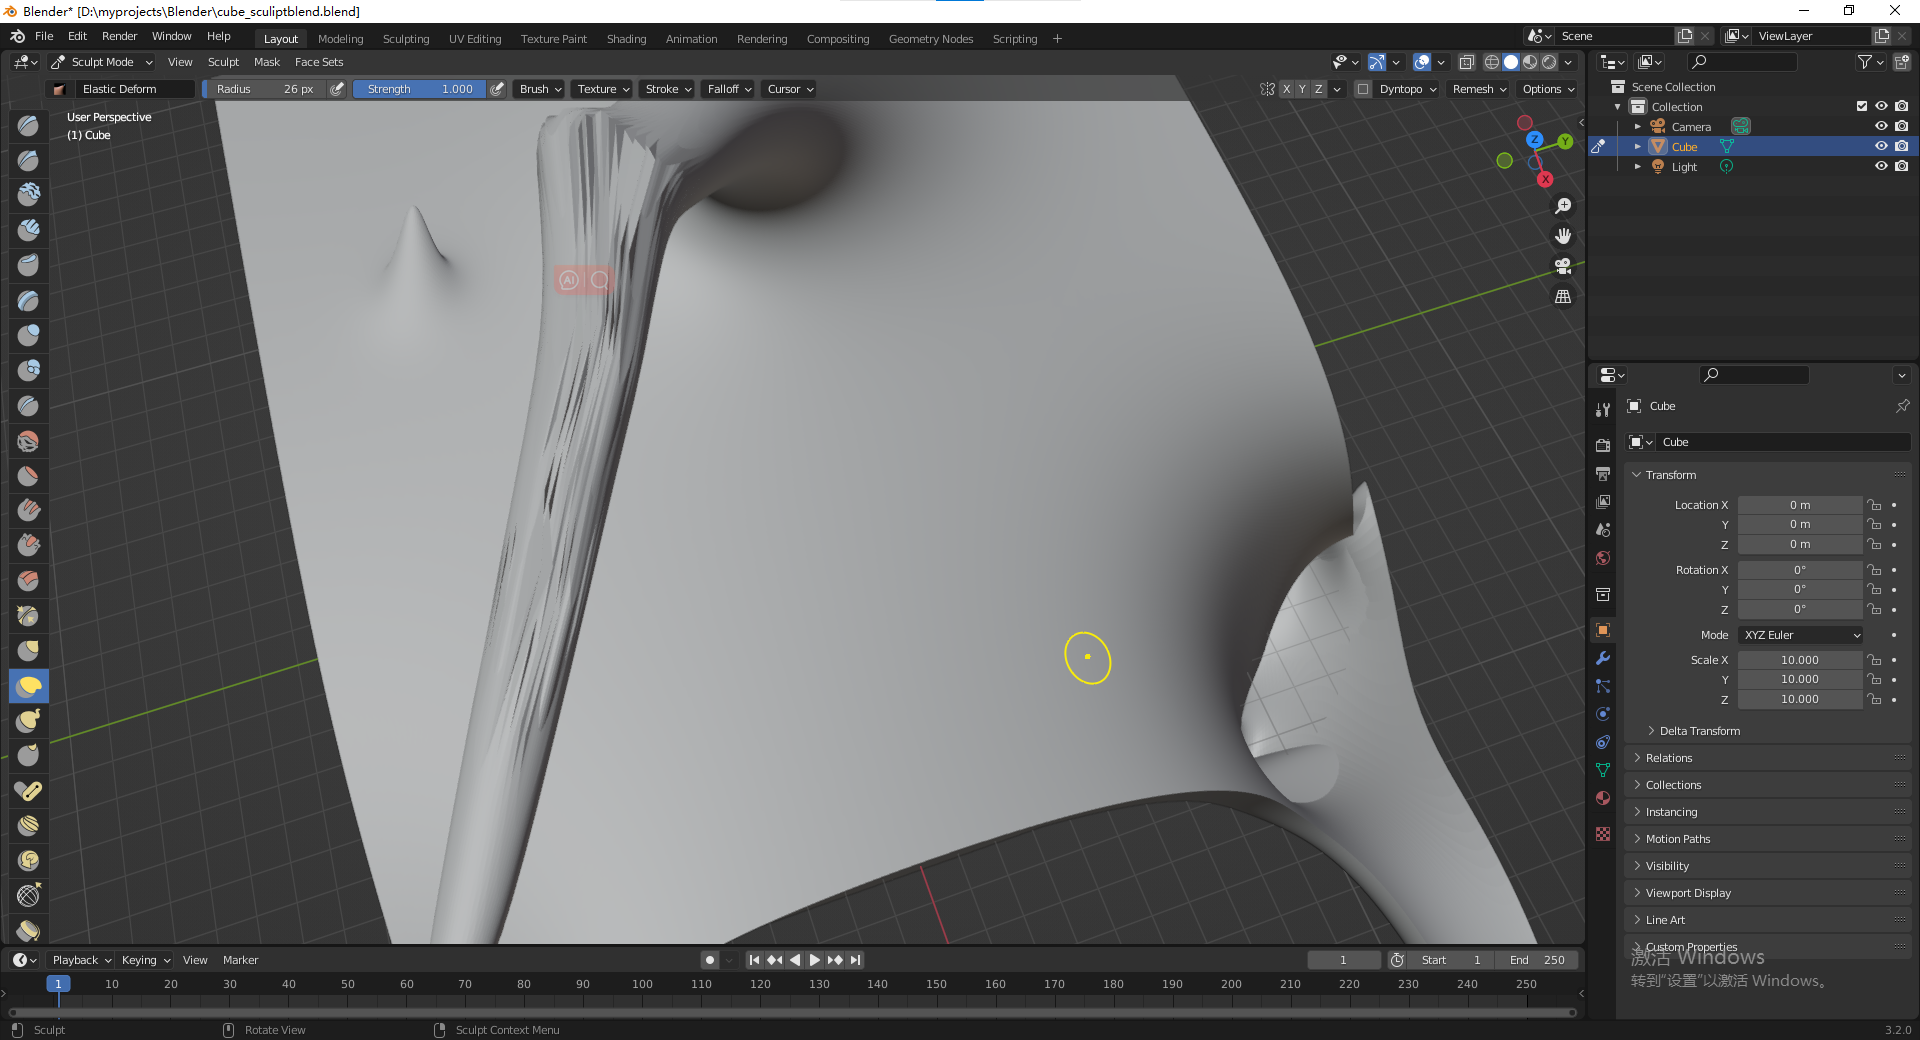 Blender* [D:\myprojects\Blender\cube_sculiptblend.blend]
File Edit Render Window Help Layout Modeling Sculpting UV Editing Texture Paint Shading Animation Rendering Compositing Geometry Nodes Scripting + Scene ViewLayer
Sculpt Mode View Sculpt Mask Face Sets
Elastic Deform Radius 26 px Strength 1.000 Brush Texture Stroke Falloff Cursor X Y Z Dyntopo Remesh Options
User Perspective
(1) Cube
Z Y X
AI
Scene Collection
Collection
Camera
Cube
Light
Cube
Cube
Transform
Location X 0 m
Y 0 m
Z 0 m
Rotation X 0°
Y 0°
Z 0°
Mode XYZ Euler
Scale X 10.000
Y 10.000
Z 10.000
Delta Transform
Relations
Collections
Instancing
Motion Paths
Visibility
Viewport Display
Line Art
Custom Properties
激活 Windows
转到"设置"以激活 Windows。
Playback Keying View Marker 1 Start 1 End 250
1 10 20 30 40 50 60 70 80 90 100 110 120 130 140 150 160 170 180 190 200 210 220 230 240 250
Sculpt Rotate View Sculpt Context Menu 3.2.0